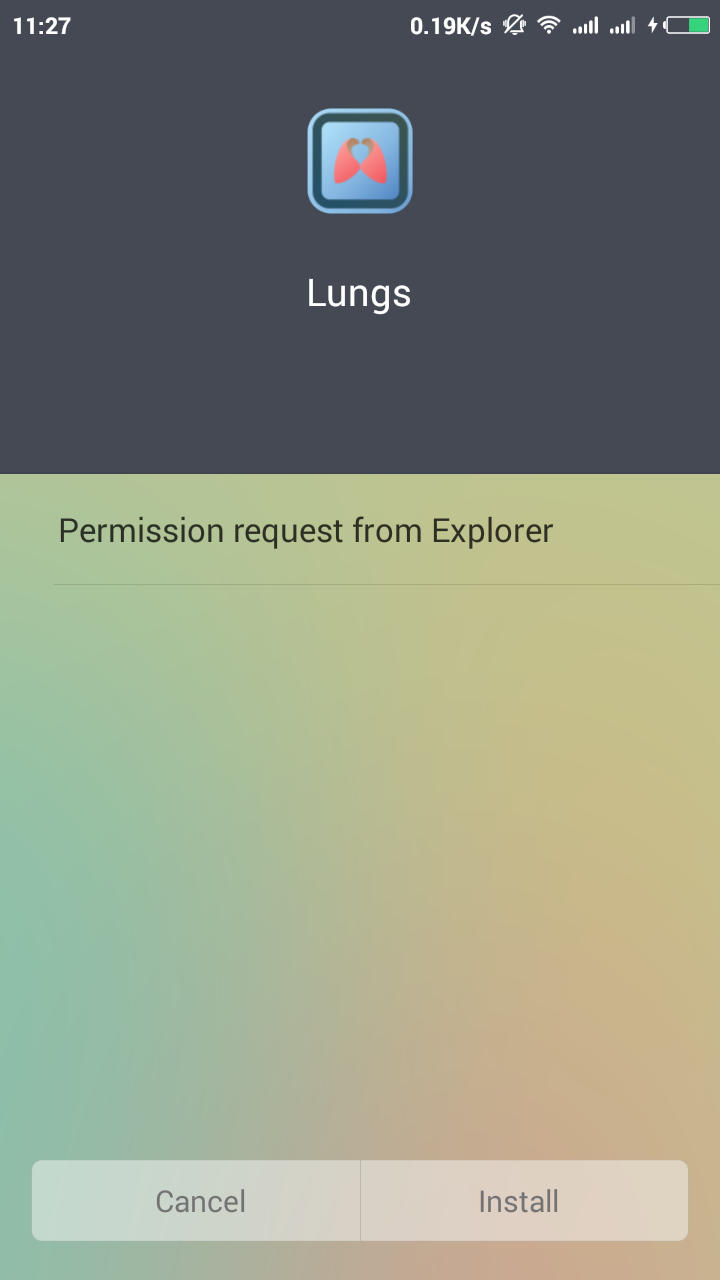 11:27 0.19K/s
Lungs
Permission request from Explorer
Cancel Install